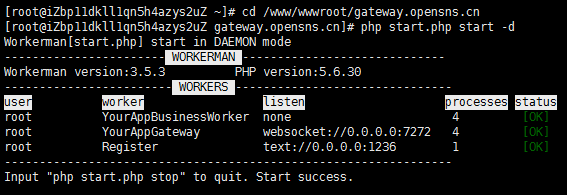 [root@iZbp11dklllqn5h4azys2uZ ~]# cd /www/wwwroot/gateway.opensns.cn
[root@iZbp11dklllqn5h4azys2uZ gateway.opensns.cn]# php start.php start -d
Workerman[start.php] start in DAEMON mode
----------------------- WORKERMAN -----------------------------
Workerman version:3.5.3          PHP version:5.6.30
------------------------ WORKERS -------------------------------
user          worker                 listen                    processes status
root          YourAppBusinessWorker  none                       4         [OK]
root          YourAppGateway         websocket://0.0.0.0:7272   4         [OK]
root          Register               text://0.0.0.0:1236        1         [OK]
----------------------------------------------------------------
Input "php start.php stop" to quit. Start success.